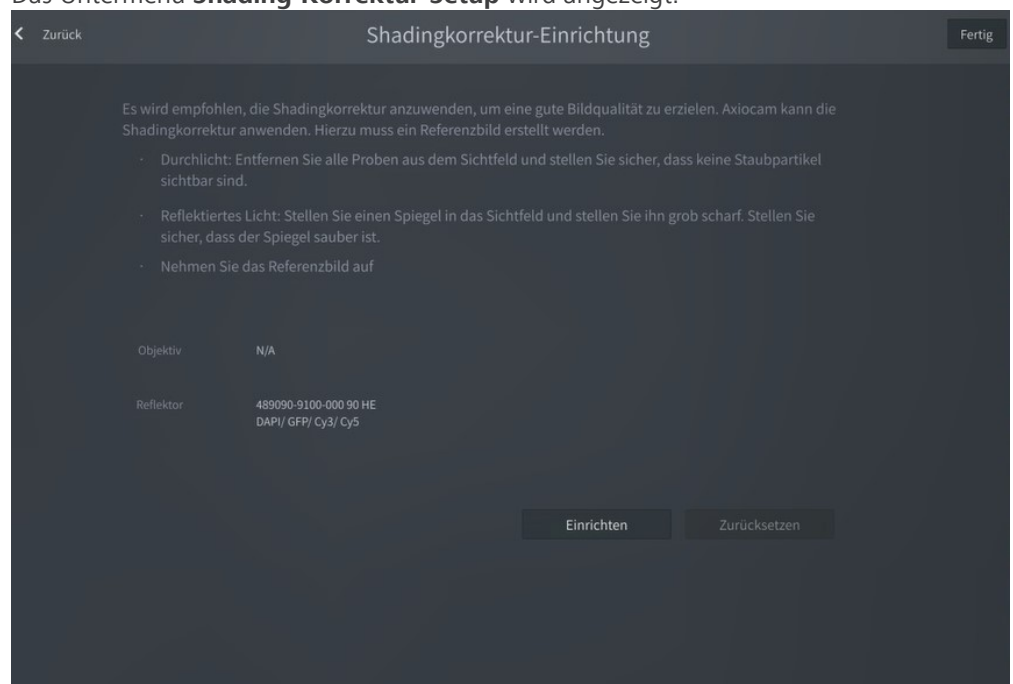 Das Untermenü Shading-Korrektur-Setup wird angezeigt.
Zurück
Shadingkorrektur-Einrichtung
Fertig
Es wird empfohlen, die Shadingkorrektur anzuwenden, um eine gute Bildqualität zu erzielen. Axiocam kann die
Shadingkorrektur anwenden. Hierzu muss ein Referenzbild erstellt werden.
· Durchlicht: Entfernen Sie alle Proben aus dem Sichtfeld und stellen Sie sicher, dass keine Staubpartikel
sichtbar sind.
· Reflektiertes Licht: Stellen Sie einen Spiegel in das Sichtfeld und stellen Sie ihn grob scharf. Stellen Sie
sicher, dass der Spiegel sauber ist.
· Nehmen Sie das Referenzbild auf
Objektiv N/A
Reflektor 489090-9100-000 90 HE
DAPI/ GFP/ Cy3/ Cy5
Einrichten Zurücksetzen